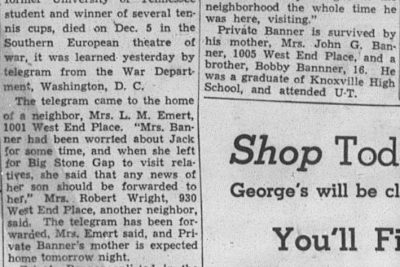 former University of Tennessee
student and winner of several ten-
nis cups, died on Dec. 5 in the
Southern European theatre of
war, it was learned yesterday by
telegram from the War Depart-
ment, Washington, D. C.
The telegram came to the home
of a neighbor, Mrs. L. M. Emert,
1001 West End Place. "Mrs. Ban-
ner had been worried about Jack
for some time, and when she left
for Big Stone Gap to visit rela-
tives, she said that any news of
her son should be forwarded to
her," Mrs. Robert Wright, 930
West End Place, another neighbor,
said. The telegram has been for-
warded, Mrs. Emert said, and Pri-
vate Banner's mother is expected
home tomorrow night.
neighborhood the whole time he
was here, visiting."
Private Banner is survived by
his mother, Mrs. John G. Ban-
ner, 1005 West End Place, and a
brother, Bobby Bannner, 16. He
was a graduate of Knoxville High
School, and attended U-T.
Shop Tod
George's will be cl
You'll Fi